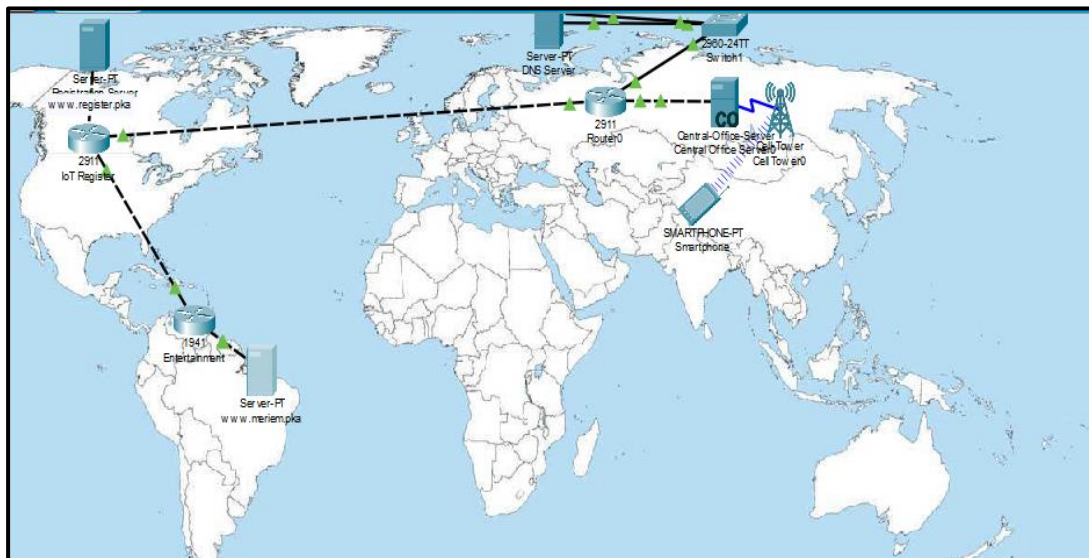 Server-PT
Registration Server
www.register.pka
2911
IoT Register
Server-PT
DNS Server
2960-24TT
Switch1
2911
Router0
CO
Central-Office-Server
Central Office Server0
Cell Tower
Cell Tower0
SMARTPHONE-PT
Smartphone
1941
Entertainment
Server-PT
www.meriem.pka